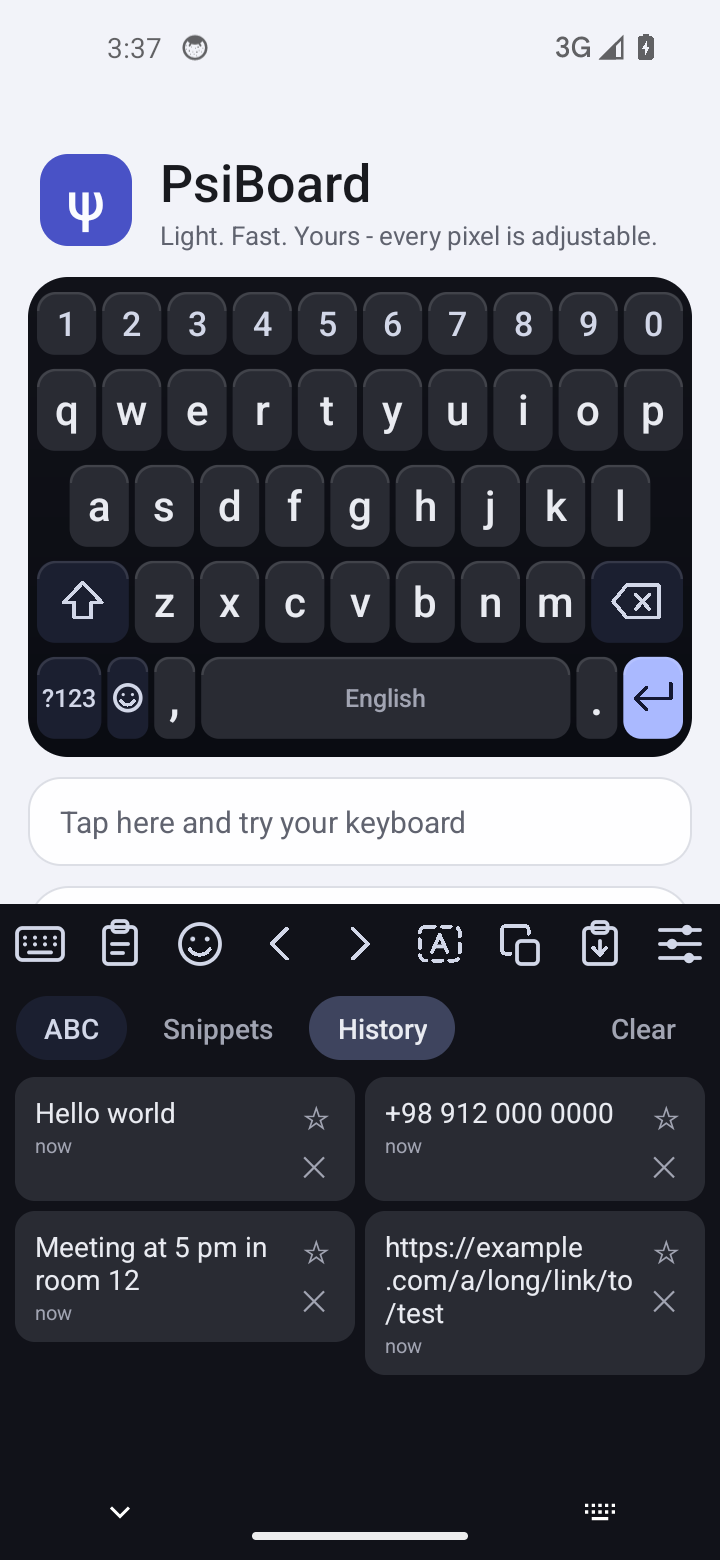 3:37
3G
ψ
PsiBoard
Light. Fast. Yours - every pixel is adjustable.
1 2 3 4 5 6 7 8 9 0
q w e r t y u i o p
a s d f g h j k l
z x c v b n m
?123 , English .
Tap here and try your keyboard
A
ABC Snippets History Clear
Hello world
now
+98 912 000 0000
now
Meeting at 5 pm in
room 12
now
https://example
.com/a/long/link/to
/test
now